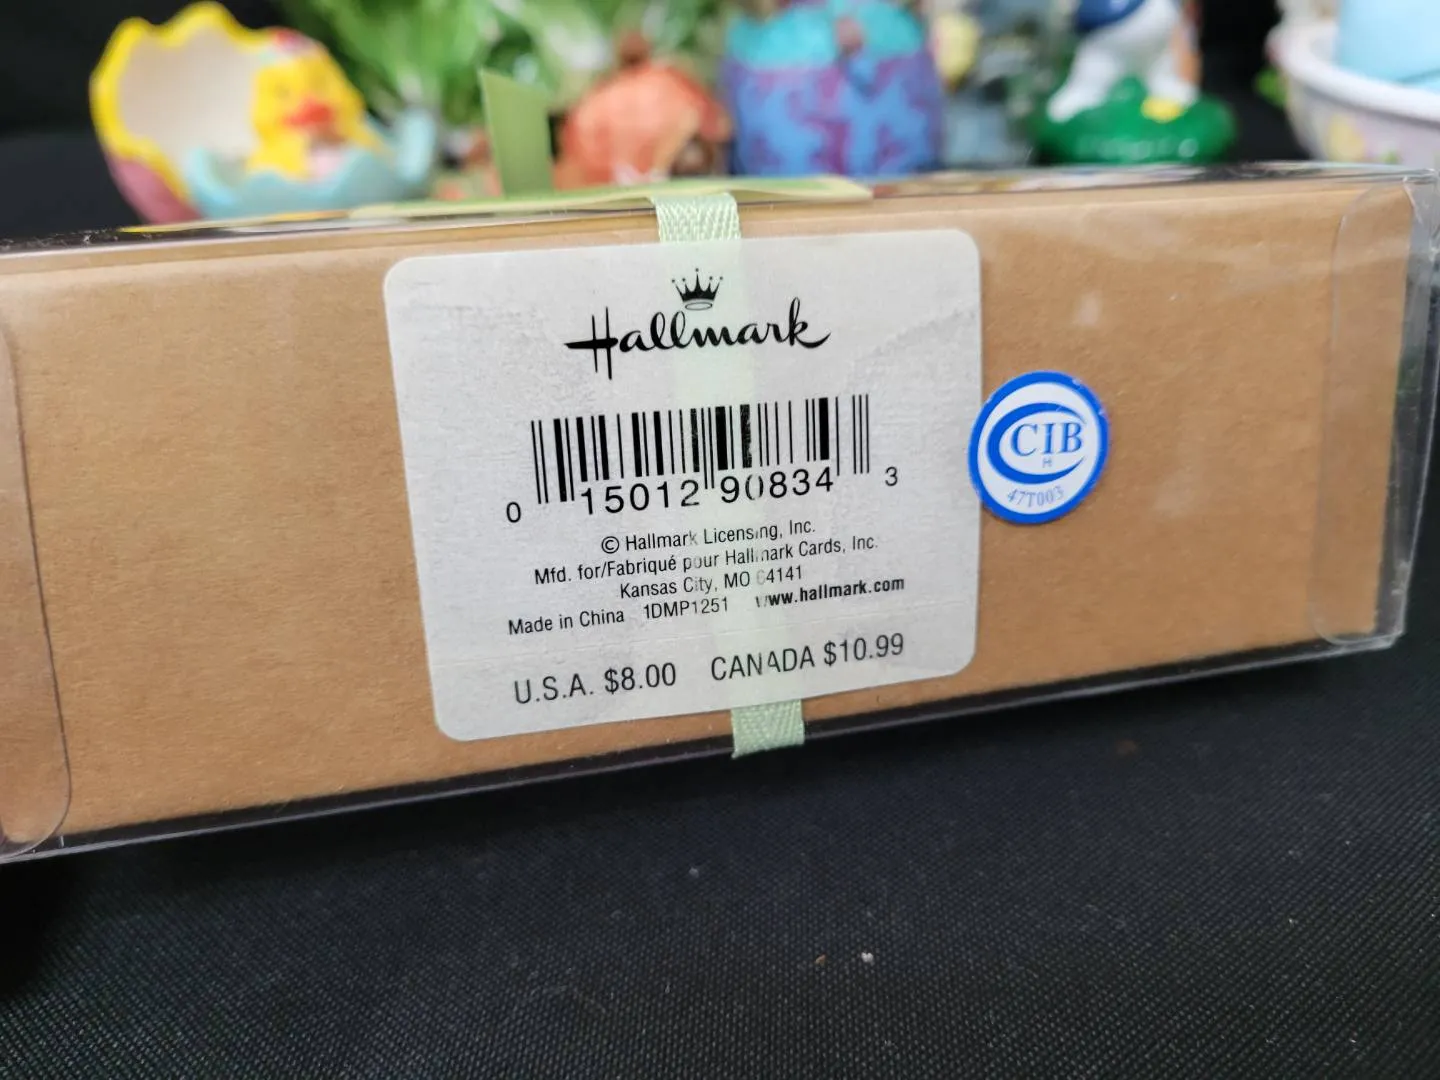 Hallmark
0 15012 90834 3
© Hallmark Licensing, Inc.
Mfd. for/Fabriqué pour Hallmark Cards, Inc.
Kansas City, MO 64141
Made in China 1DMP1251 www.hallmark.com
U.S.A. $8.00 CANADA $10.99
CIB
H
47T003